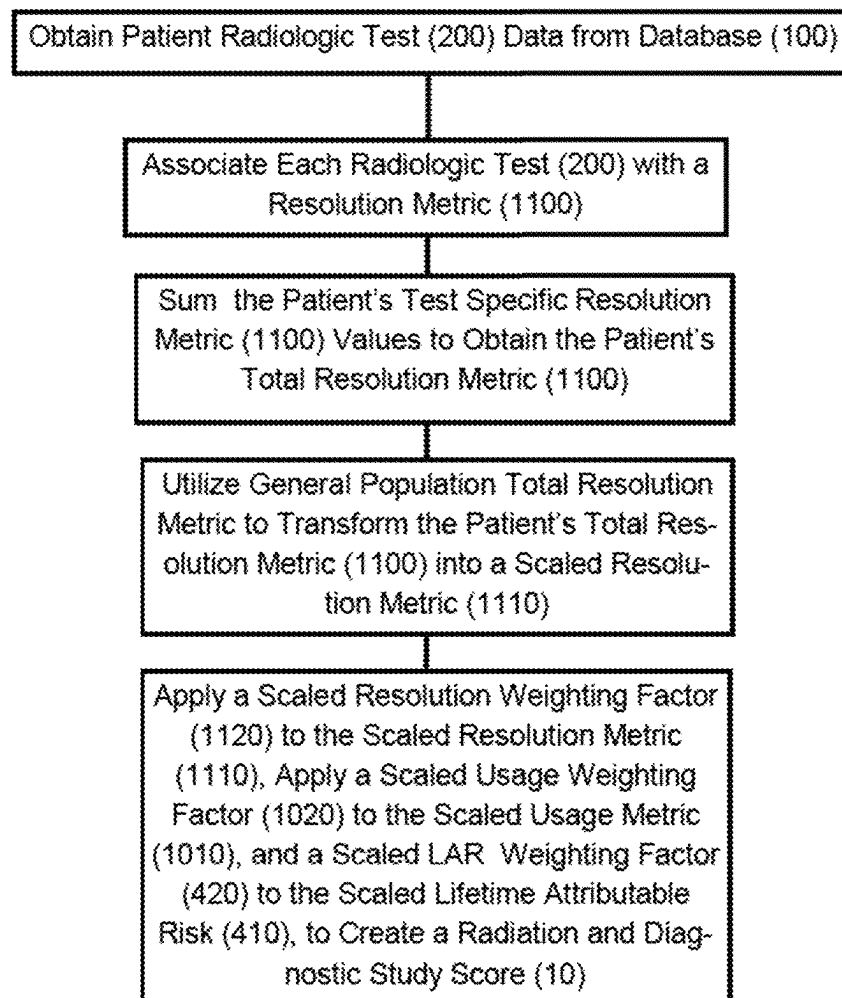 Obtain Patient Radiologic Test (200) Data from Database (100)
Associate Each Radiologic Test (200) with a
Resolution Metric (1100)
Sum the Patient's Test Specific Resolution
Metric (1100) Values to Obtain the Patient's
Total Resolution Metric (1100)
Utilize General Population Total Resolution
Metric to Transform the Patient's Total Res-
olution Metric (1100) into a Scaled Resolu-
tion Metric (1110)
Apply a Scaled Resolution Weighting Factor
(1120) to the Scaled Resolution Metric
(1110), Apply a Scaled Usage Weighting
Factor (1020) to the Scaled Usage Metric
(1010), and a Scaled LAR Weighting Factor
(420) to the Scaled Lifetime Attributable
Risk (410), to Create a Radiation and Diag-
nostic Study Score (10)